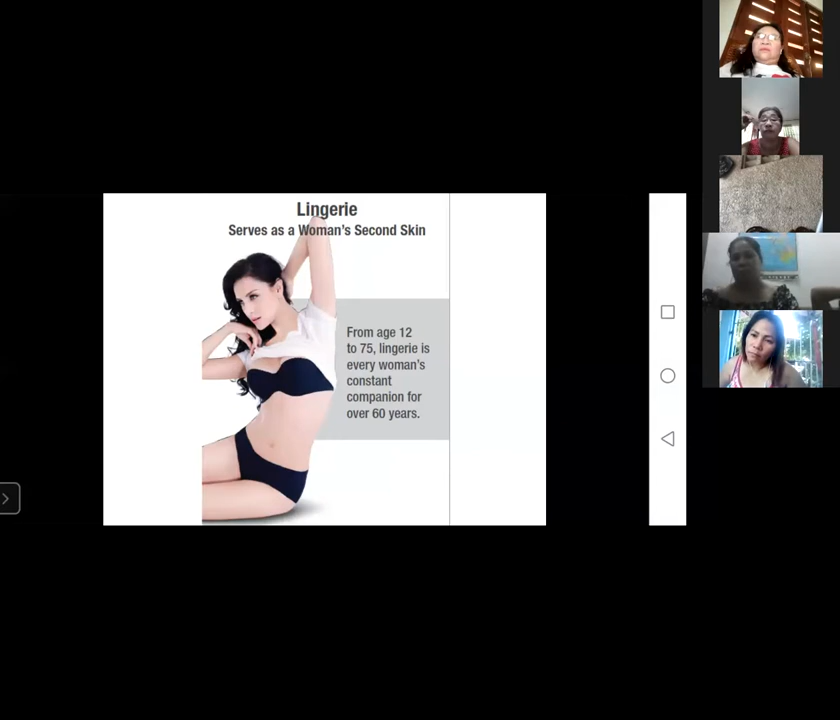 Lingerie
Serves as a Woman's Second Skin
From age 12
to 75, lingerie is
every woman's
constant
companion for
over 60 years.